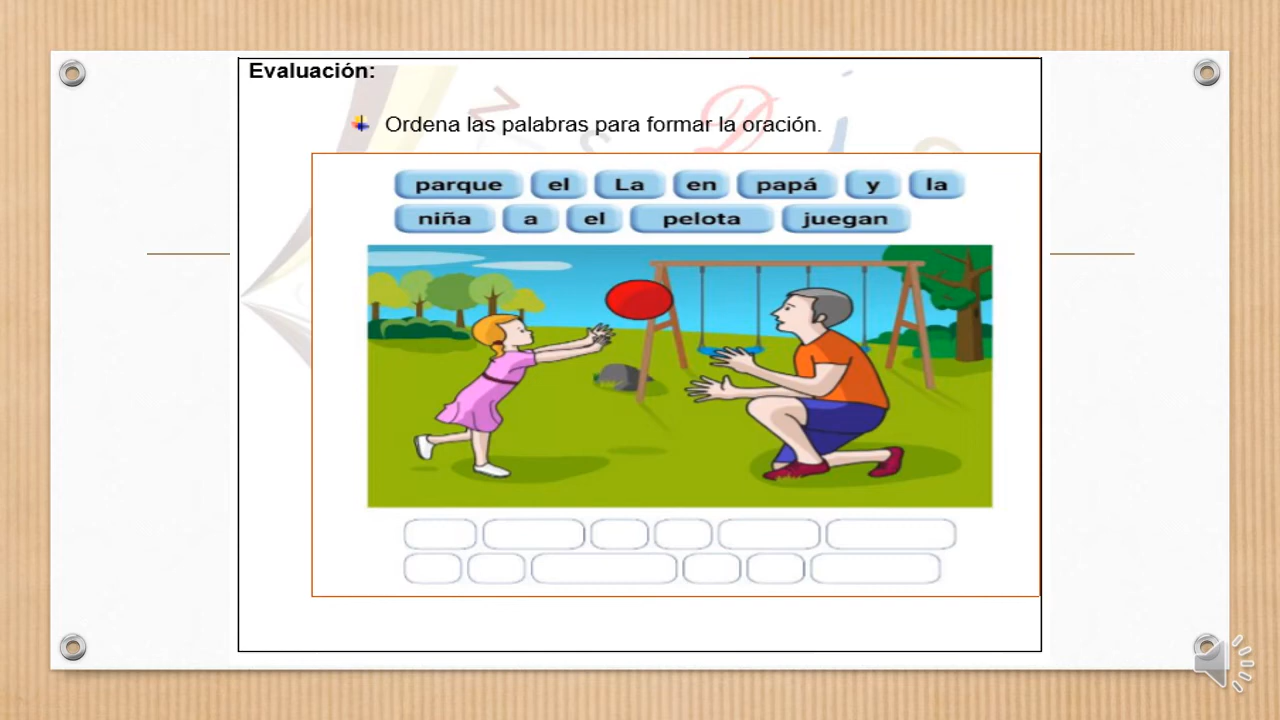 Evaluación:
Ordena las palabras para formar la oración.
parque el La en papá y la
niña a el pelota juegan